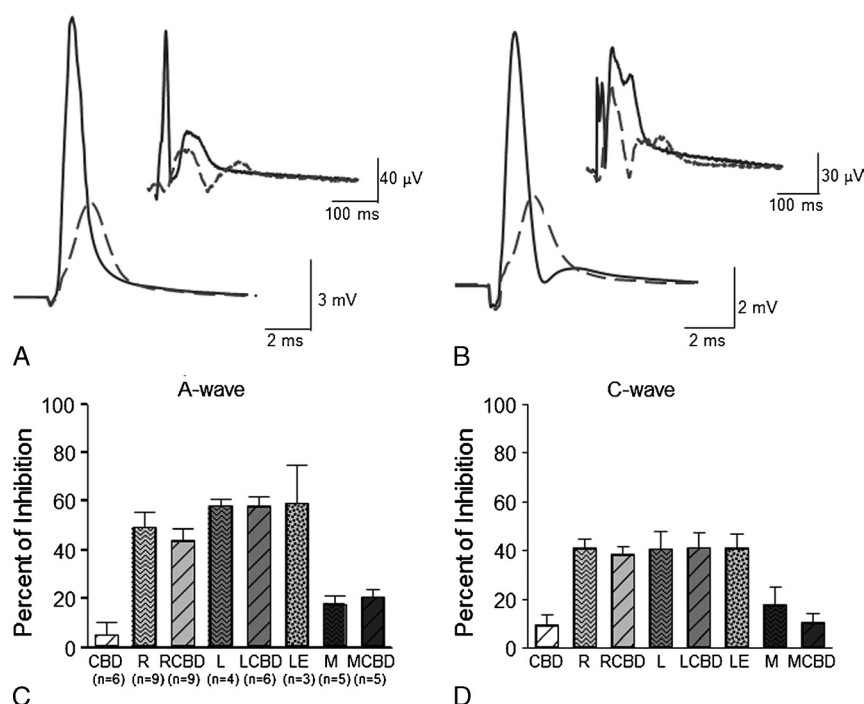 40 µV
100 ms
3 mV
2 ms
A
30 µV
100 ms
2 mV
2 ms
B
A-wave
Percent of Inhibition
100
80
60
40
20
0
CBD R RCBD L LCBD LE M MCBD
(n=6) (n=9) (n=9) (n=4) (n=6) (n=3) (n=5) (n=5)
C
C-wave
Percent of Inhibition
100
80
60
40
20
0
CBD R RCBD L LCBD LE M MCBD
D